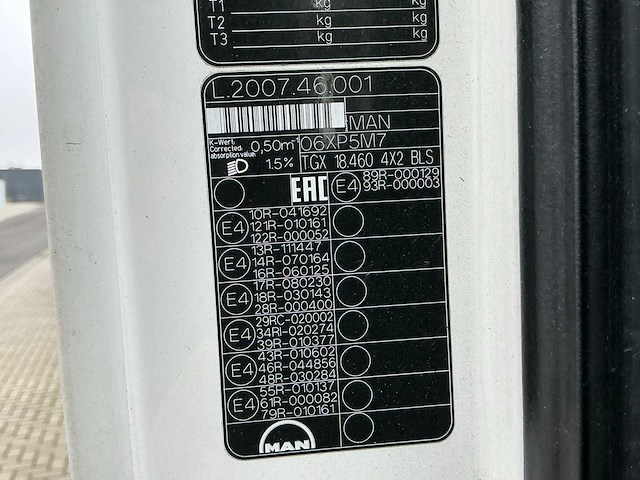 T1 kg kg
T2 kg kg
T3 kg kg
L.2007.46.001
MAN
K-Wert: Corrected absorption value: 0,50m¹ 06XP5M7
1.5% TGX 18.460 4X2 BLS
EAC E4 89R-000129
93R-000003
10R-041692
E4 121R-010161
122R-000052
13R-111447
E4 14R-070164
16R-060125
17R-080230
E4 18R-030143
28R-000400
29RC-020002
E4 34RI-020274
39R-010377
43R-010602
E4 46R-044856
48R-030284
55R-010137
E4 61R-000082
79R-010161
MAN